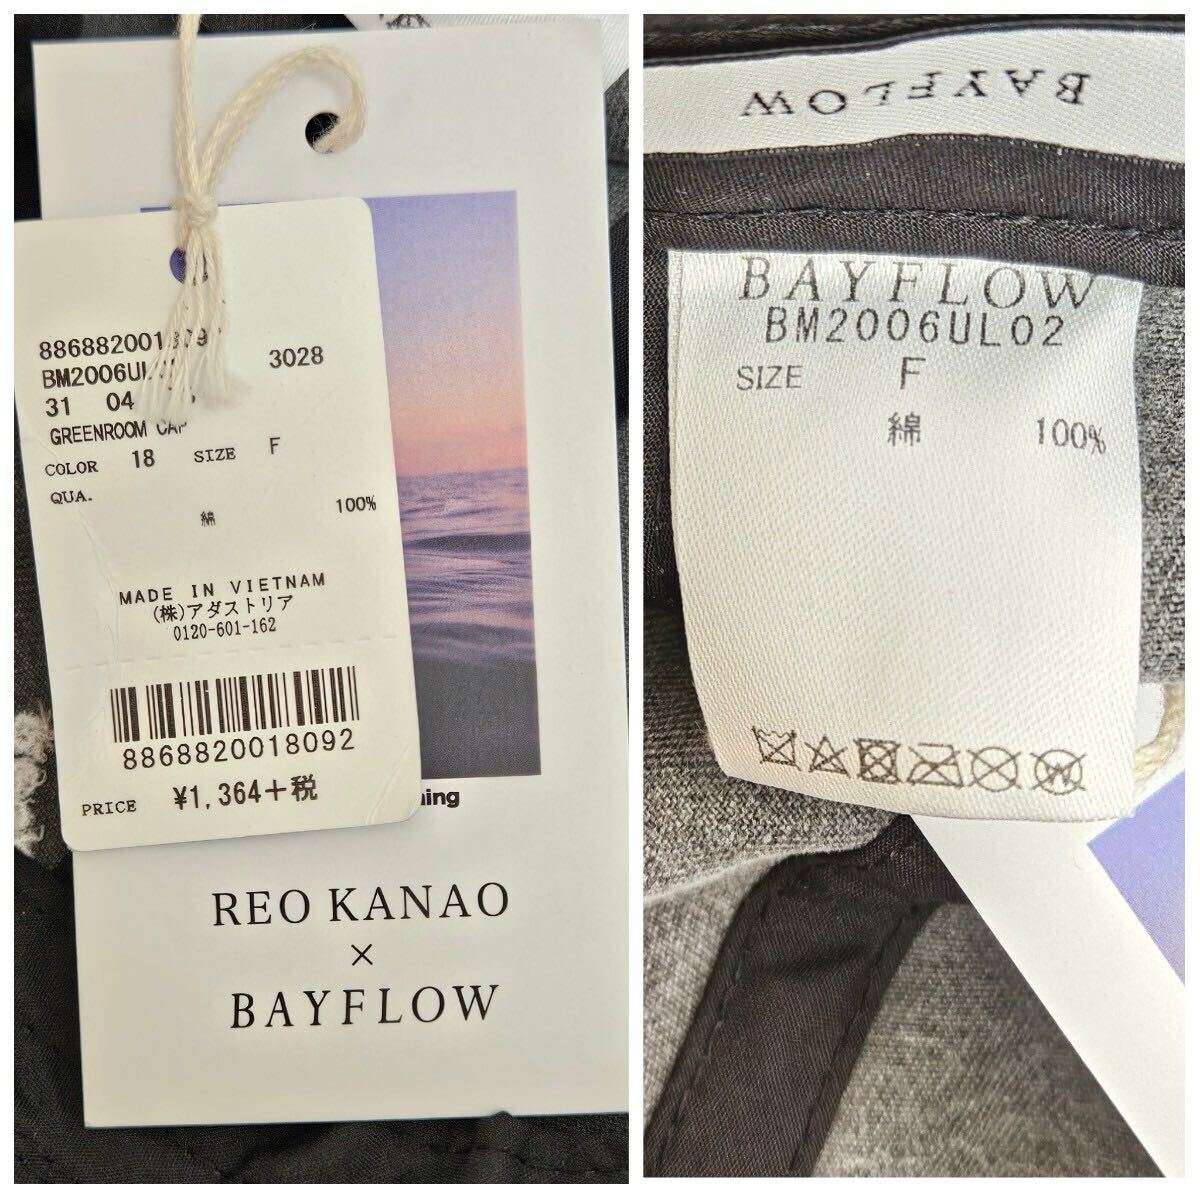 BM2006UL
3028
31 04
GREENROOM CAP
COLOR 18 SIZE F
QUA.
綿 100%
MADE IN VIETNAM
(株)アダストリア
0120-601-162
8868820018092
PRICE ¥1,364+税
REO KANAO
×
BAYFLOW
BAYFLOW
BAYFLOW
BM2006UL02
SIZE F
綿 100%